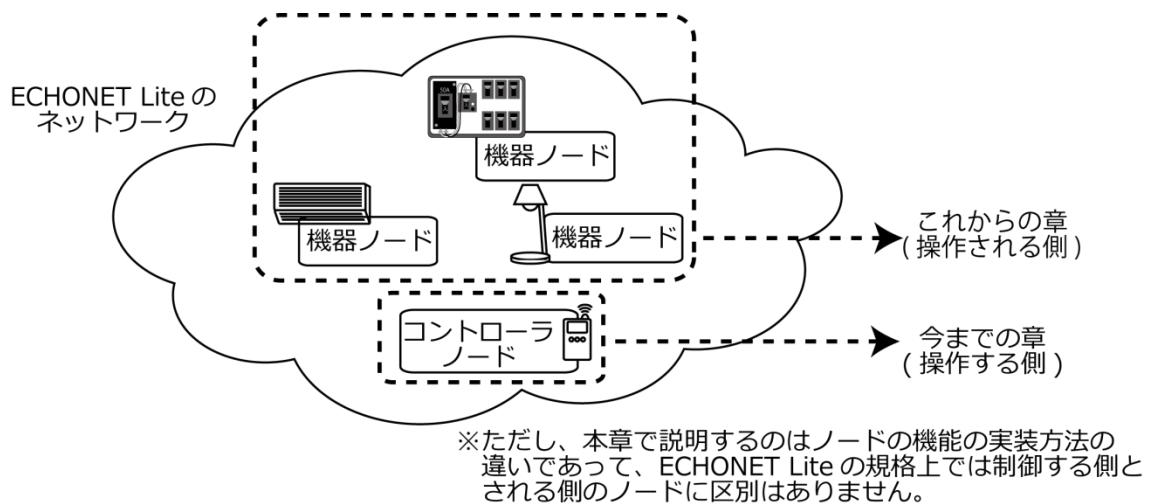 ECHONET Lite の
ネットワーク
50A
機器ノード
機器ノード
機器ノード
これからの章
( 操作される側 )
コントローラ
ノード
今までの章
( 操作する側 )
※ただし、本章で説明するのはノードの機能の実装方法の
違いであって、ECHONET Lite の規格上では制御する側と
される側のノードに区別はありません。